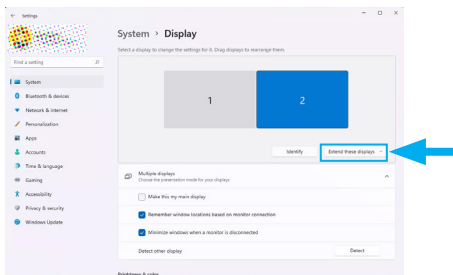 Settings
System > Display
Select a display to change the settings for it. Drag displays to rearrange them.
Find a setting
System
Bluetooth & devices
Network & internet
Personalization
Apps
Accounts
Time & language
Gaming
Accessibility
Privacy & security
Windows Update
1
2
Identify
Extend these displays
Multiple displays
Choose the presentation mode for your displays
Make this my main display
Remember window locations based on monitor connection
Minimize windows when a monitor is disconnected
Detect other display
Detect
Brightness & color